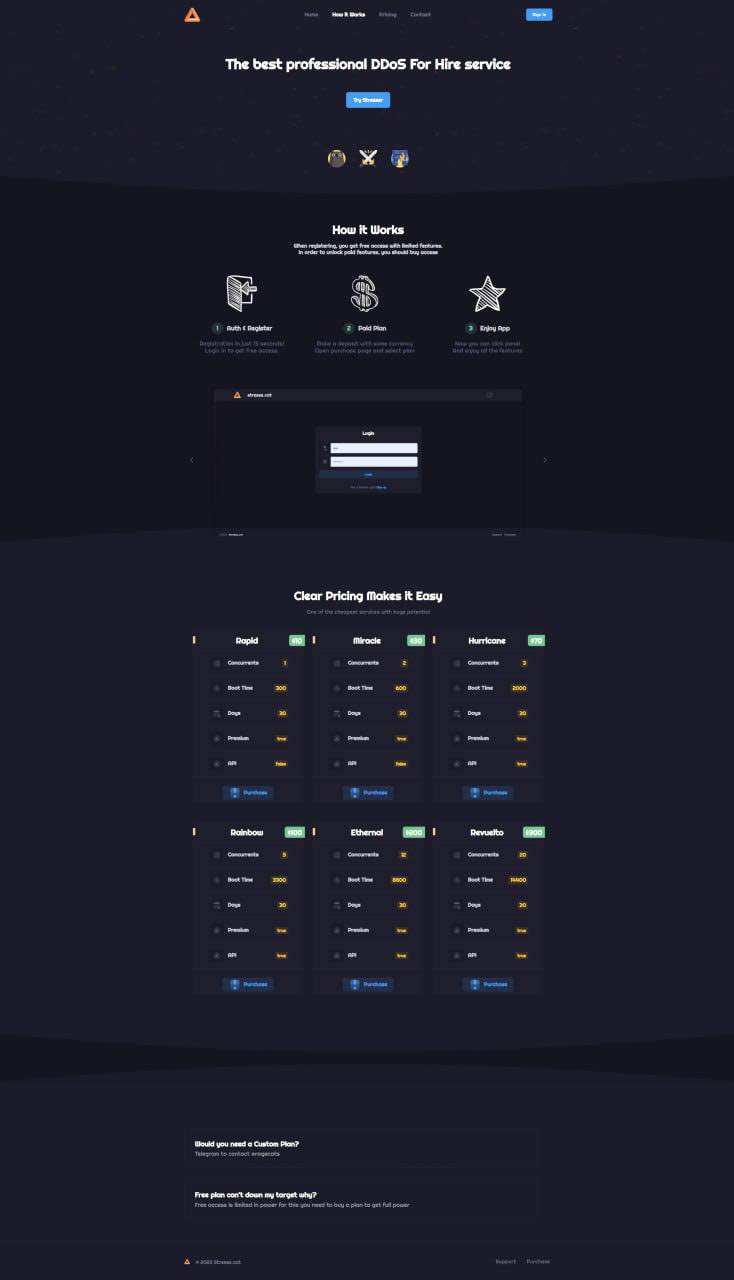 Home How it Works Pricing Contact Sign In
The best professional DDoS For Hire service
Try Stresser
How it Works
When registering, you get free access with limited features.
In order to unlock paid features, you should buy access
1 Auth & Register
Registration in just 15 seconds!
Login in to get free access
2 Paid Plan
Make a deposit with some currency
Open purchase page and select plan
3 Enjoy App
Now you can click panel
And enjoy all the features
stresse.cat
Login
Login
Sign up
Stresse.cat
Support Purchase
Clear Pricing Makes it Easy
One of the cheapest services with huge potential
Rapid $10
Concurrents 1
Boot Time 300
Days 30
Premium true
API false
Purchase
Miracle $30
Concurrents 2
Boot Time 600
Days 30
Premium true
API false
Purchase
Hurricane $70
Concurrents 3
Boot Time 2000
Days 30
Premium true
API true
Purchase
Rainbow $100
Concurrents 5
Boot Time
Days 30
Premium true
API true
Purchase
Ethernal $200
Concurrents 12
Boot Time
Days 30
Premium true
API true
Purchase
Revuelto $300
Concurrents 20
Boot Time 14400
Days 30
Premium true
API true
Purchase
Would you need a Custom Plan?
Telegram to contact
Free plan can't down my target why?
Free access is limited in power for this you need to buy a plan to get full power
© 2023 Stresse.cat
Support Purchase